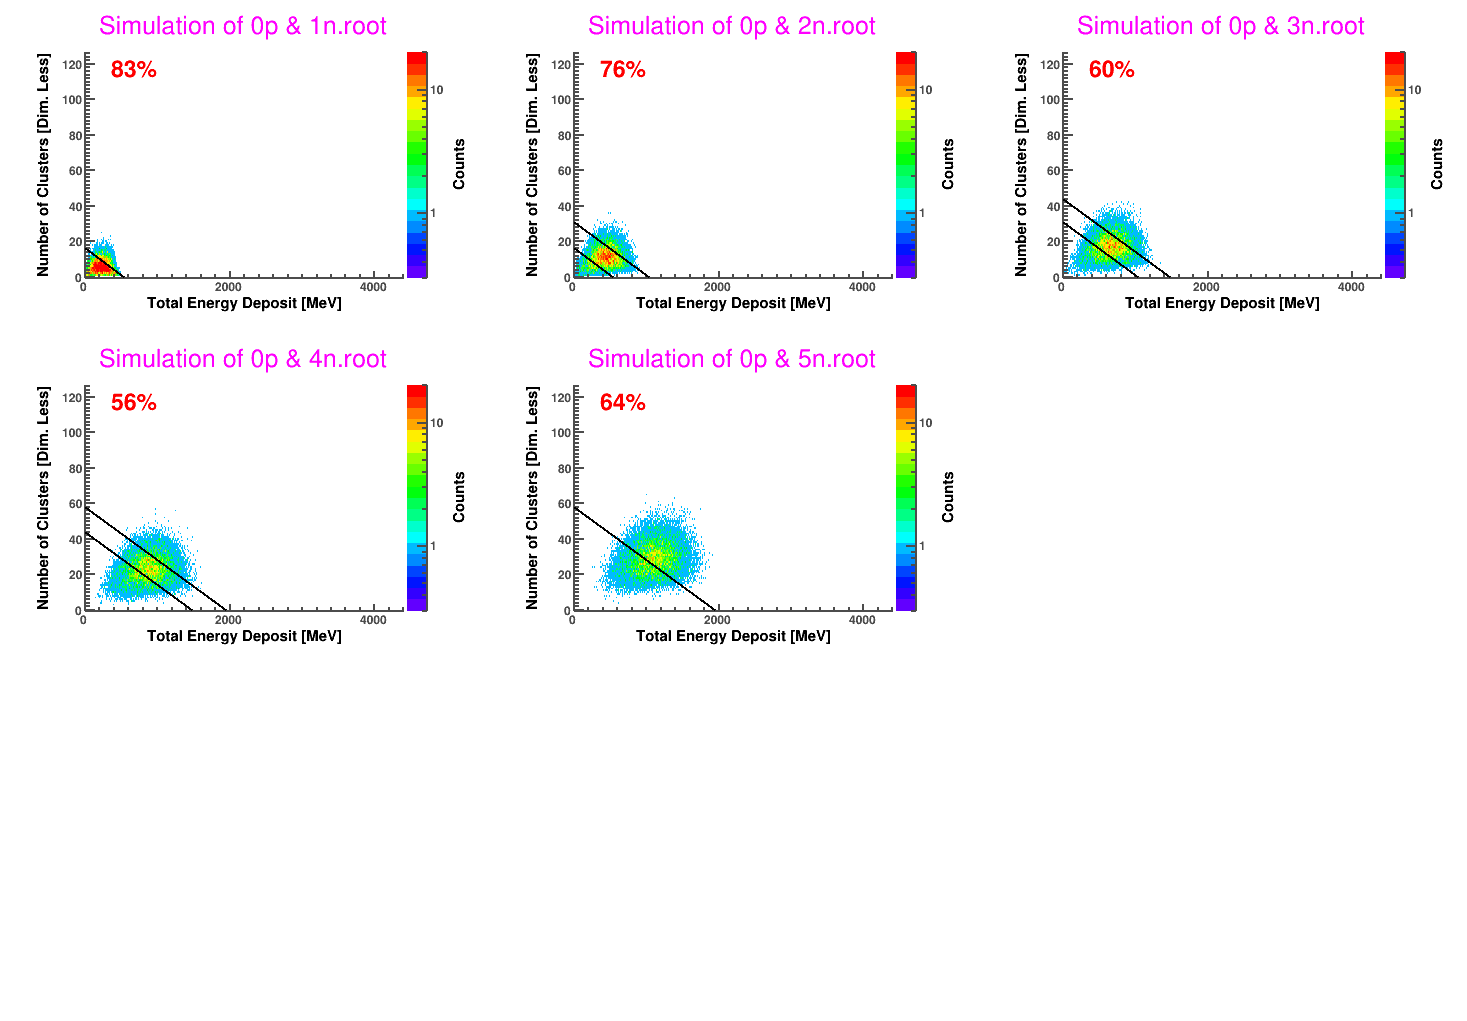 Simulation of 0p & 1n.root
83%
Number of Clusters [Dim. Less]
120
100
80
60
40
20
0
0 2000 4000
Total Energy Deposit [MeV]
10
1
Counts
Simulation of 0p & 2n.root
76%
Number of Clusters [Dim. Less]
120
100
80
60
40
20
0
0 2000 4000
Total Energy Deposit [MeV]
10
1
Counts
Simulation of 0p & 3n.root
60%
Number of Clusters [Dim. Less]
120
100
80
60
40
20
0
0 2000 4000
Total Energy Deposit [MeV]
10
1
Counts
Simulation of 0p & 4n.root
56%
Number of Clusters [Dim. Less]
120
100
80
60
40
20
0
0 2000 4000
Total Energy Deposit [MeV]
10
1
Counts
Simulation of 0p & 5n.root
64%
Number of Clusters [Dim. Less]
120
100
80
60
40
20
0
0 2000 4000
Total Energy Deposit [MeV]
10
1
Counts